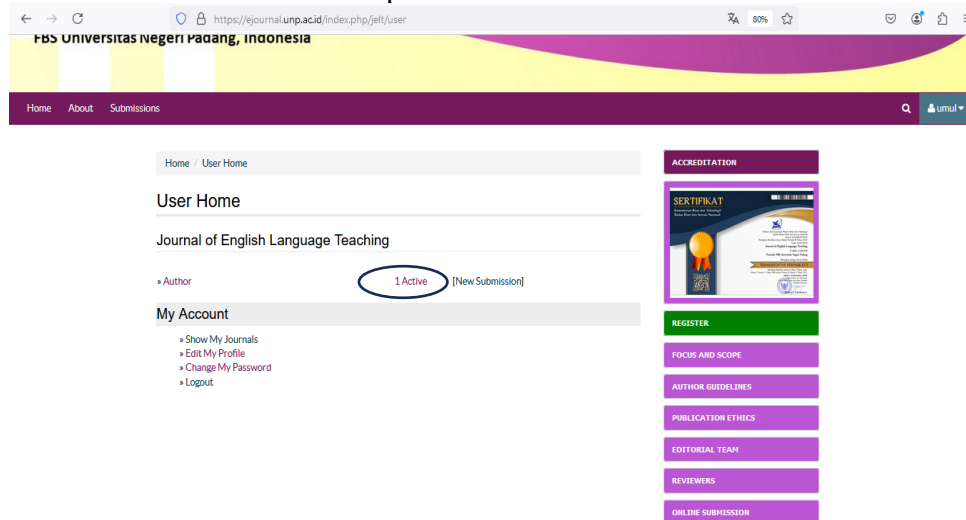 https://ejournal.unp.ac.id/index.php/jelt/user
80%
FBS Universitas Negeri Padang, Indonesia
Home About Submissions
umul
Home / User Home
User Home
Journal of English Language Teaching
» Author 1 Active [New Submission]
My Account
» Show My Journals
» Edit My Profile
» Change My Password
» Logout
ACCREDITATION
SERTIFIKAT
REGISTER
FOCUS AND SCOPE
AUTHOR GUIDELINES
PUBLICATION ETHICS
EDITORIAL TEAM
REVIEWERS
ONLINE SUBMISSION